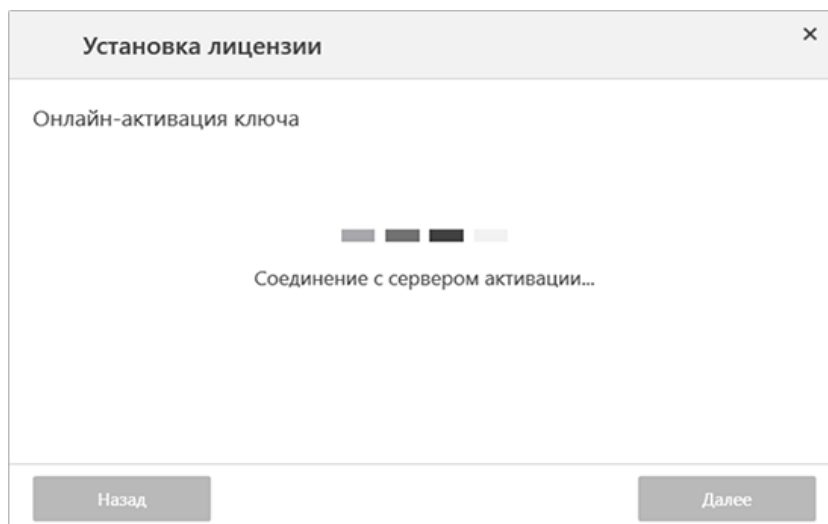 Установка лицензии
Онлайн-активация ключа
Соединение с сервером активации...
Назад
Далее